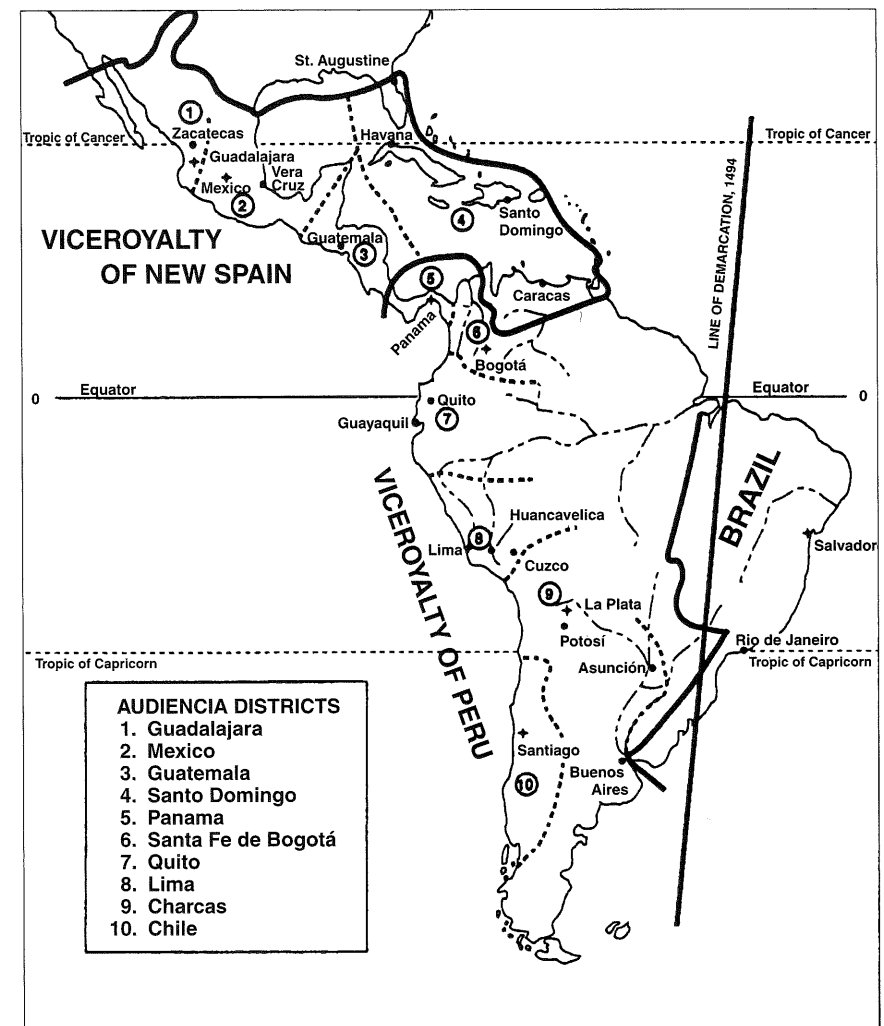 St. Augustine
1
Zacatecas
Tropic of Cancer
Havana
Tropic of Cancer
Guadalajara
Vera
Cruz
Mexico
2
4
Santo
Domingo
LINE OF DEMARCATION, 1494
VICEROYALTY
OF NEW SPAIN
Guatemala
3
5
Caracas
Panama
6
Bogotá
0
Equator
Equator
0
Quito
7
Guayaquil
VICEROYALTY OF PERU
BRAZIL
Huancavelica
8
Lima
Cuzco
Salvador
9
La Plata
Potosí
Rio de Janeiro
Tropic of Capricorn
Asunción
Tropic of Capricorn
Santiago
10
Buenos
Aires
AUDIENCIA DISTRICTS
1. Guadalajara
2. Mexico
3. Guatemala
4. Santo Domingo
5. Panama
6. Santa Fe de Bogotá
7. Quito
8. Lima
9. Charcas
10. Chile